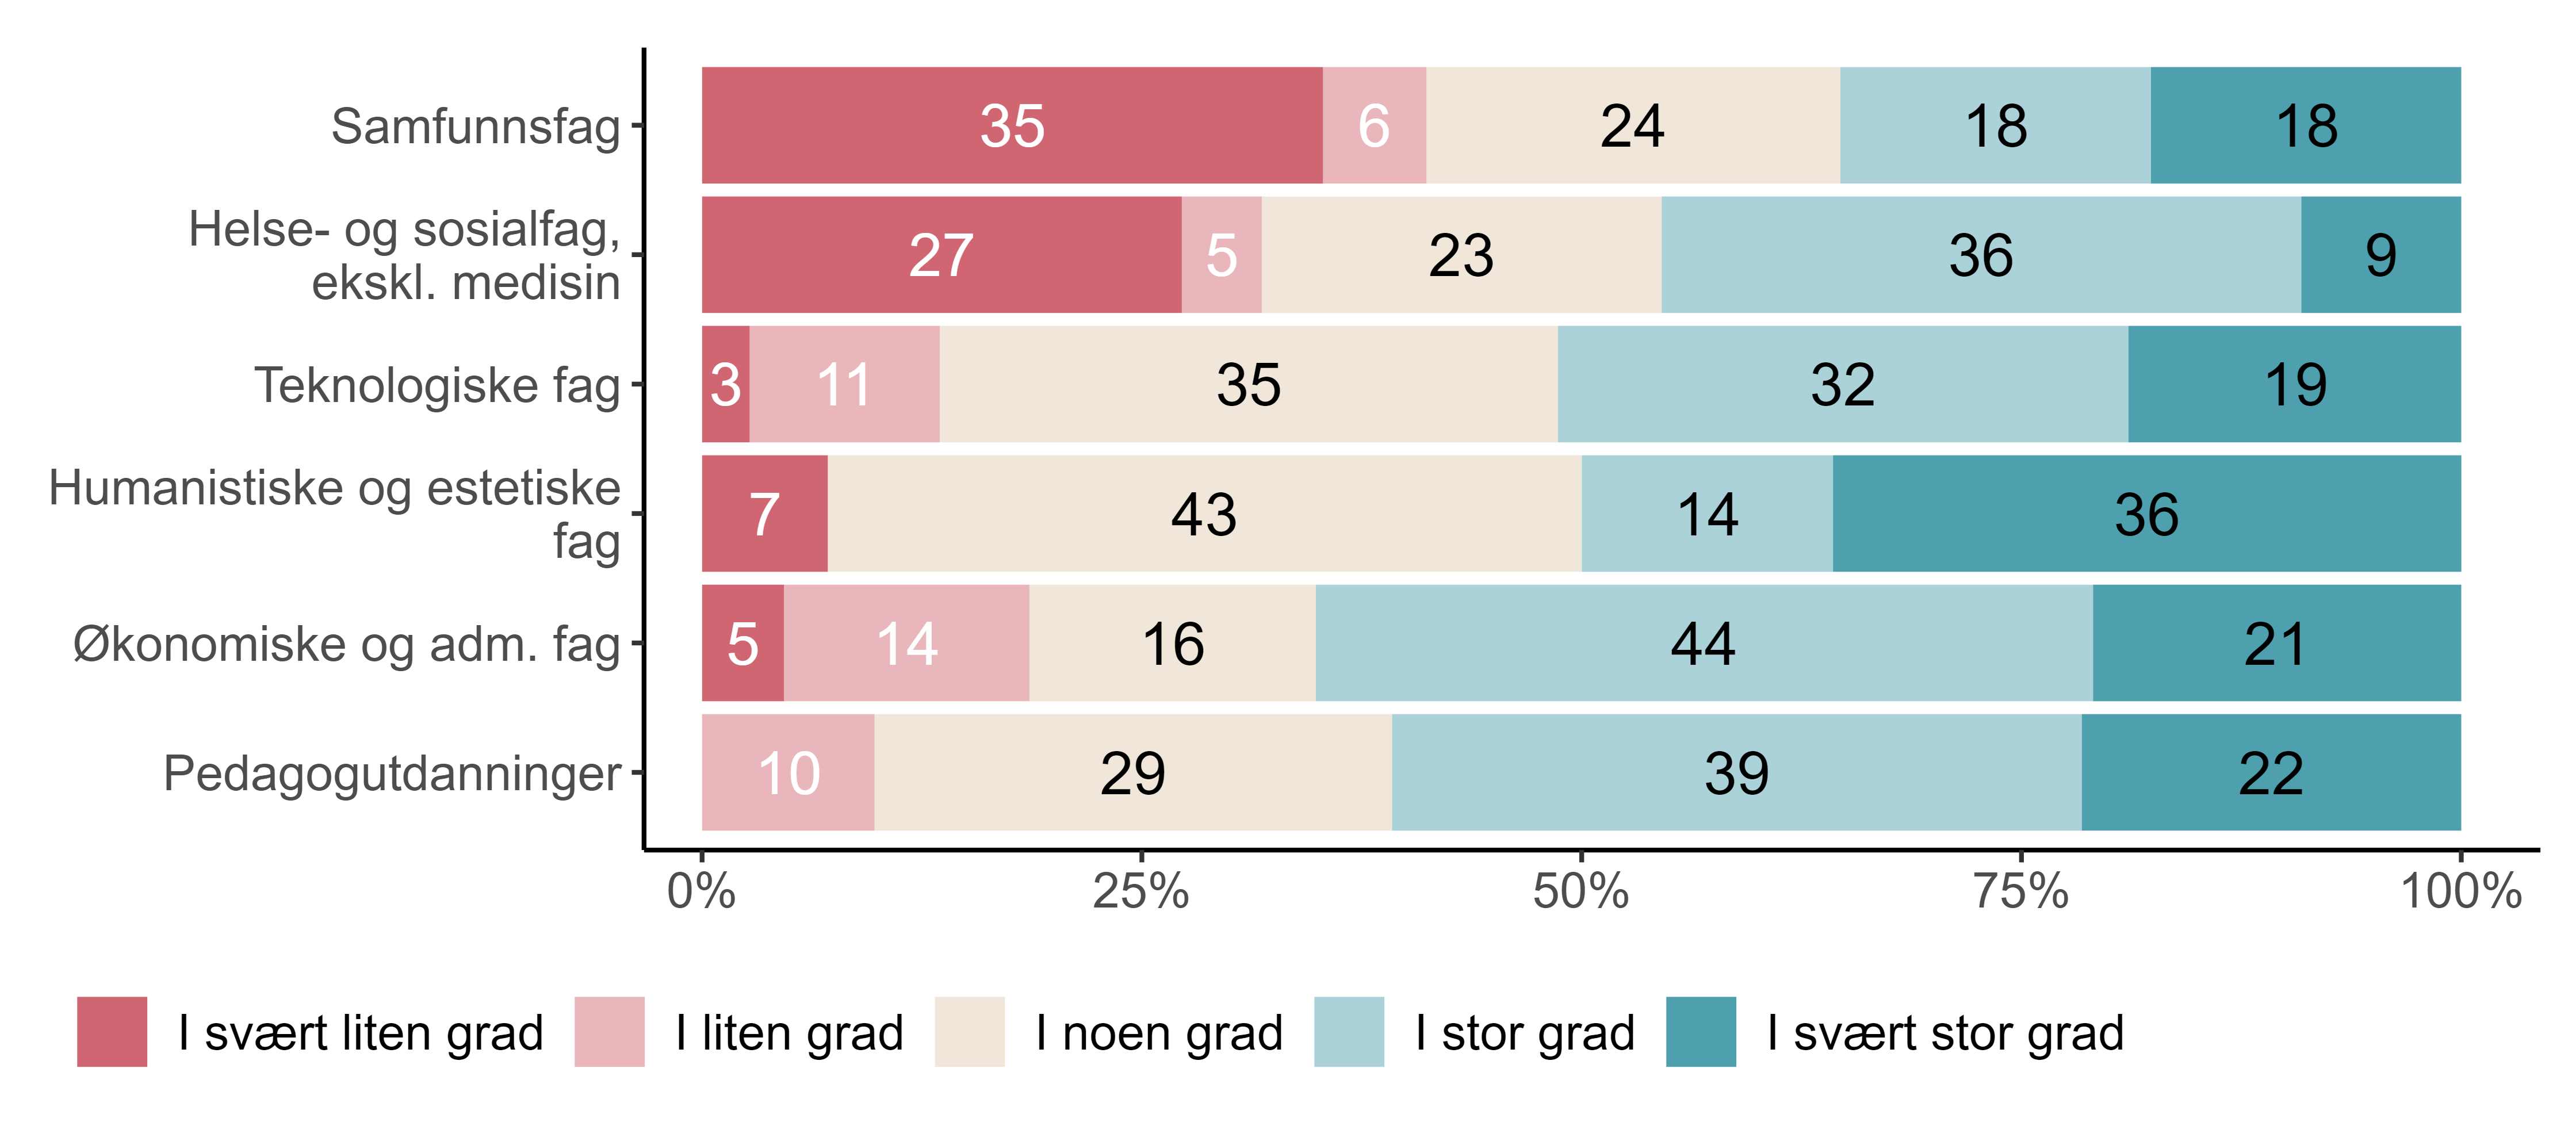 Samfunnsfag
35 6 24 18 18
Helse- og sosialfag,
ekskl. medisin
27 5 23 36 9
Teknologiske fag
3 11 35 32 19
Humanistiske og estetiske
fag
7 43 14 36
Økonomiske og adm. fag
5 14 16 44 21
Pedagogutdanninger
10 29 39 22
0% 25% 50% 75% 100%
I svært liten grad I liten grad I noen grad I stor grad I svært stor grad